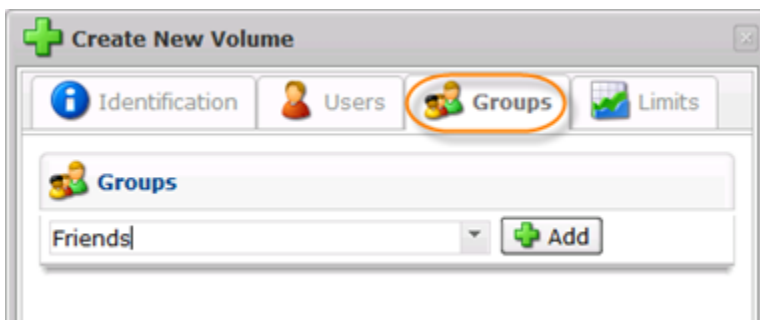 Create New Volume
Identification Users Groups Limits
Groups
Friends Add